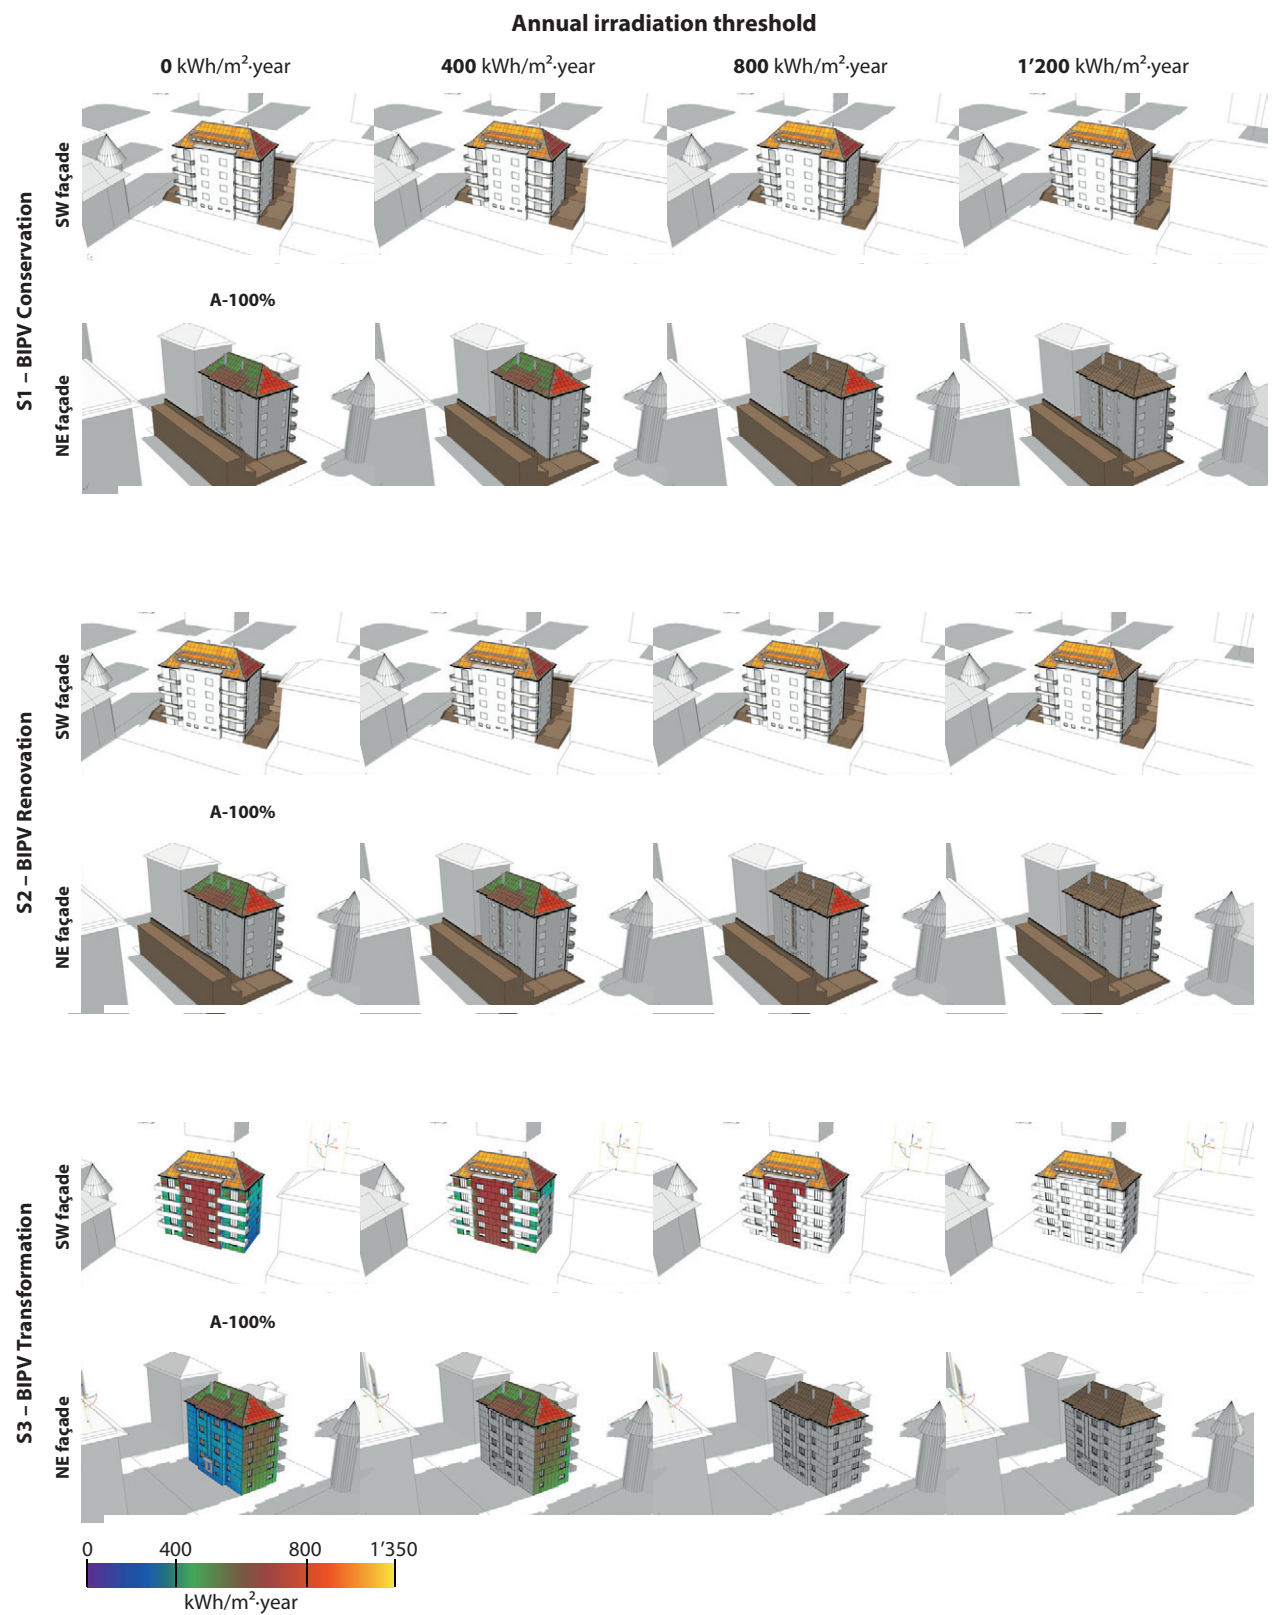 Annual irradiation threshold
0 kWh/m²·year 400 kWh/m²·year 800 kWh/m²·year 1’200 kWh/m²·year
S1 – BIPV Conservation
SW façade
A-100%
NE façade
S2 – BIPV Renovation
SW façade
A-100%
NE façade
S3 – BIPV Transformation
SW façade
A-100%
NE façade
0 400 800 1’350
kWh/m²·year